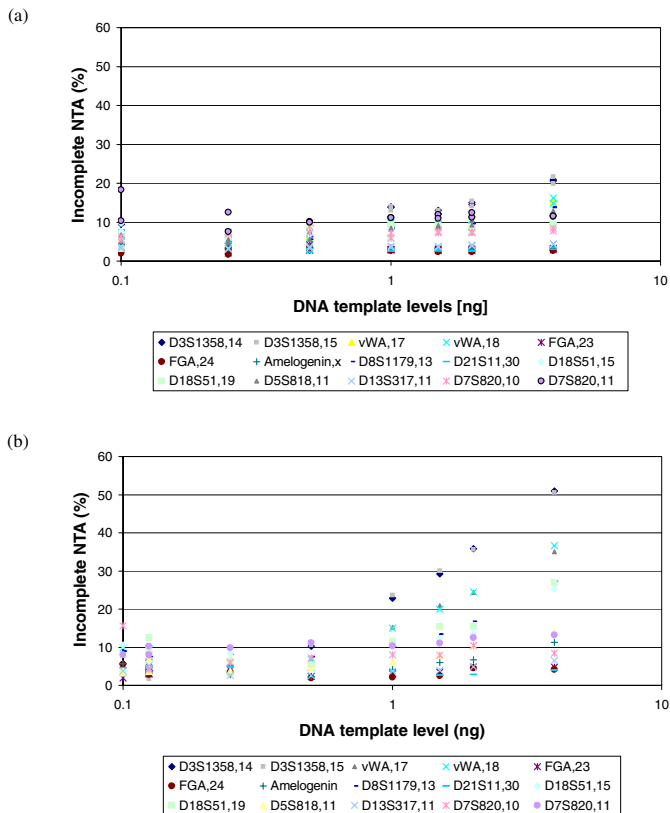 (a)
60
50
40
30
20
10
0
Incomplete NTA (%)
0.1
1
10
DNA template levels [ng]
D3S1358,14 D3S1358,15 vWA,17 vWA,18 FGA,23
FGA,24 Amelogenin,x D8S1179,13 D21S11,30 D18S51,15
D18S51,19 D5S818,11 D13S317,11 D7S820,10 D7S820,11
(b)
60
50
40
30
20
10
0
Incomplete NTA (%)
0.1
1
10
DNA template level (ng)
D3S1358,14 D3S1358,15 vWA,17 vWA,18 FGA,23
FGA,24 Amelogenin D8S1179,13 D21S11,30 D18S51,15
D18S51,19 D5S818,11 D13S317,11 D7S820,10 D7S820,11